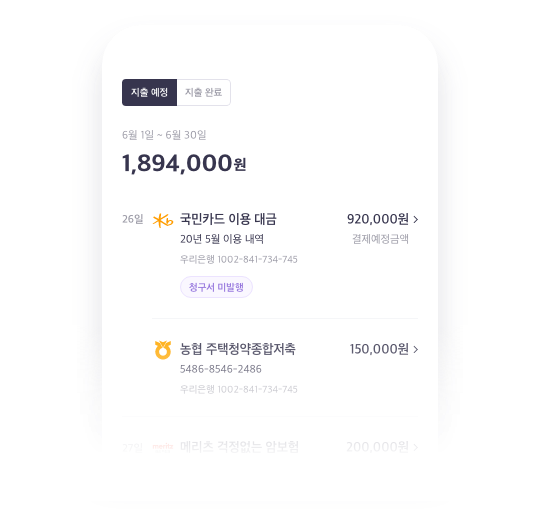 지출 예정 지출 완료
6월 1일 ~ 6월 30일
1,894,000원
26일 국민카드 이용 대금 920,000원
20년 5월 이용 내역 결제예정금액
우리은행 1002-841-734-745
청구서 미발행
농협 주택청약종합저축 150,000원
5486-8546-2486
우리은행 1002-841-734-745
27일 메리츠 걱정없는 암보험 200,000원